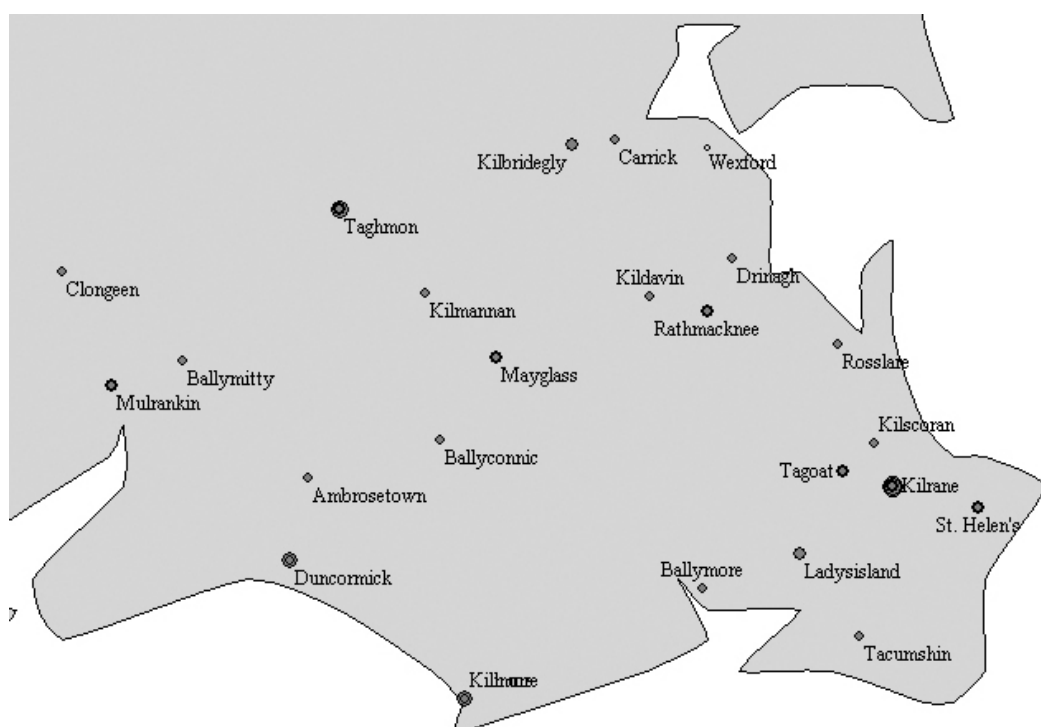 Kilbridegly
Carrick
Wexford
Taghmon
Clongeen
Kildavin
Drinagh
Kilmannan
Rathmacknee
Ballymitty
Mayglass
Rosslare
Mulrankin
Kilscoran
Ballyconnic
Tagoat
Kilrane
Ambrosetown
St. Helen's
Duncormick
Ballymore
Ladysisland
Tacumshin